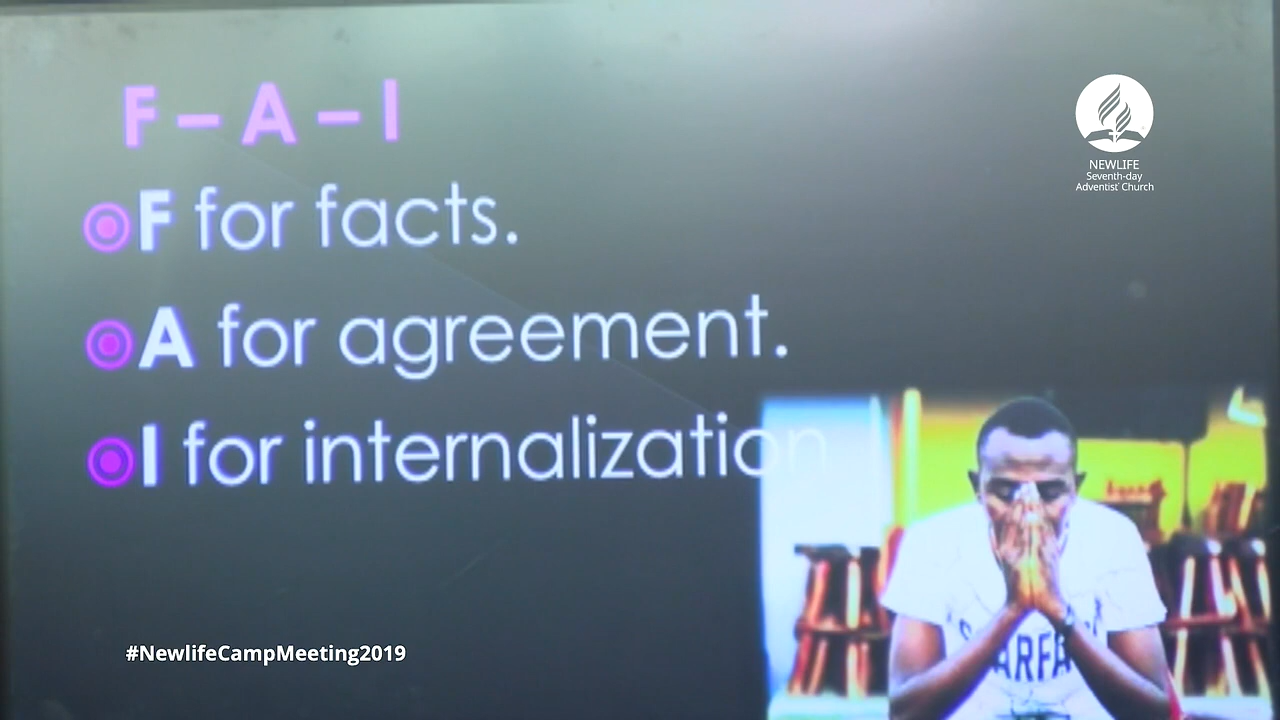 F – A – I
F for facts.
A for agreement.
I for internalization
NEWLIFE
Seventh-day
Adventist Church
#NewlifeCampMeeting2019